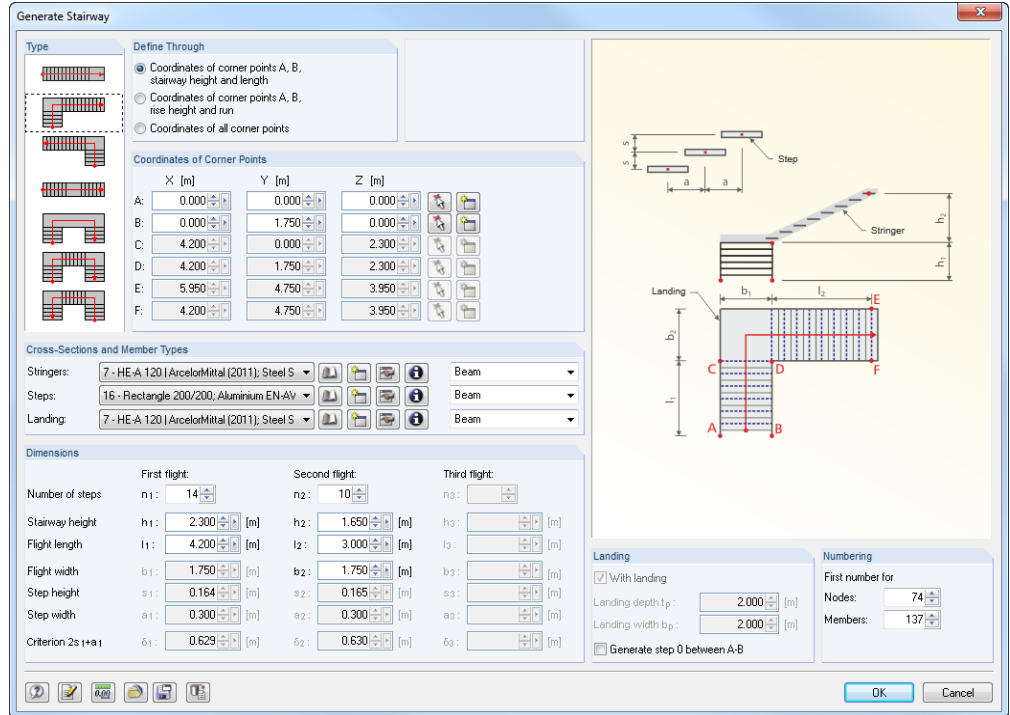 Generate Stairway
Type
Define Through
Coordinates of corner points A, B,
stairway height and length
Coordinates of corner points A, B,
rise height and run
Coordinates of all corner points
Coordinates of Corner Points
X [m] Y [m] Z [m]
A: 0.000 0.000 0.000
B: 0.000 1.750 0.000
C: 4.200 0.000 2.300
D: 4.200 1.750 2.300
E: 5.950 4.750 3.950
F: 4.200 4.750 3.950
Cross-Sections and Member Types
Stringers: 7 - HE-A 120 | ArcelorMittal (2011); Steel S Beam
Steps: 16 - Rectangle 200/200; Aluminium EN-AV Beam
Landing: 7 - HE-A 120 | ArcelorMittal (2011); Steel S Beam
Dimensions
First flight: Second flight: Third flight:
Number of steps n1: 14 n2: 10 n3:
Stairway height h1: 2.300 [m] h2: 1.650 [m] h3: [m]
Flight length l1: 4.200 [m] l2: 3.000 [m] l3: [m]
Flight width b1: 1.750 [m] b2: 1.750 [m] b3: [m]
Step height s1: 0.164 [m] s2: 0.165 [m] s3: [m]
Step width a1: 0.300 [m] a2: 0.300 [m] a3: [m]
Criterion 2s1+a1 δ1: 0.629 [m] δ2: 0.630 [m] δ3: [m]
s
s
a a
Step
Stringer
h2
h1
Landing
b1 l2
E
b2
C D F
l1
A B
Landing
With landing
Landing depth tp: 2.000 [m]
Landing width bp: 2.000 [m]
Generate step 0 between A-B
Numbering
First number for
Nodes: 74
Members: 137
0.00
OK Cancel